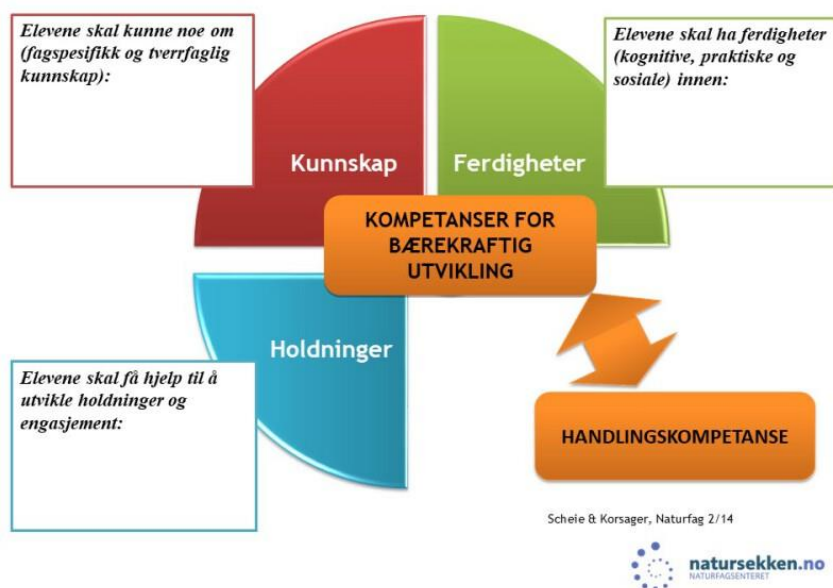 Elevene skal kunne noe om
(fagspesifikk og tverrfaglig
kunnskap):
Elevene skal ha ferdigheter
(kognitive, praktiske og
sosiale) innen:
Kunnskap
Ferdigheter
KOMPETANSER FOR
BÆREKRAFTIG
UTVIKLING
Holdninger
Elevene skal få hjelp til å
utvikle holdninger og
engasjement:
HANDLINGSKOMPETANSE
Scheie & Korsager, Naturfag 2/14
natursekken.no
NATURFAGSENTERET